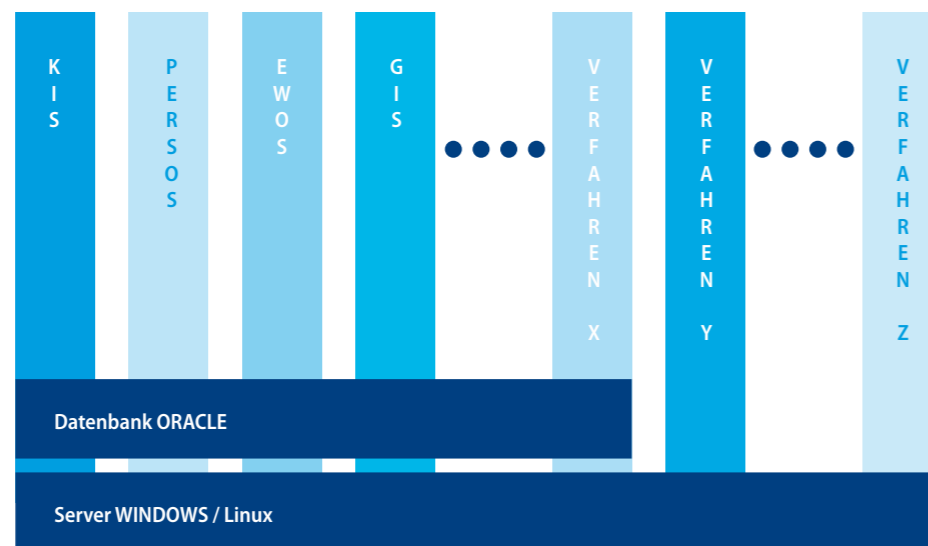 KIS
PERSOS
EWOS
GIS
VERFAHREN X
VERFAHREN Y
VERFAHREN Z
Datenbank ORACLE
Server WINDOWS / Linux